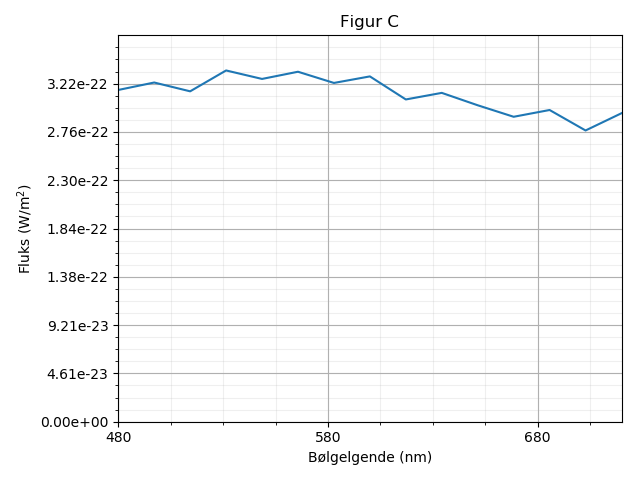 Figur C
Fluks (W/m²)
3.22e-22
2.76e-22
2.30e-22
1.84e-22
1.38e-22
9.21e-23
4.61e-23
0.00e+00
480 580 680
Bølgelgende (nm)